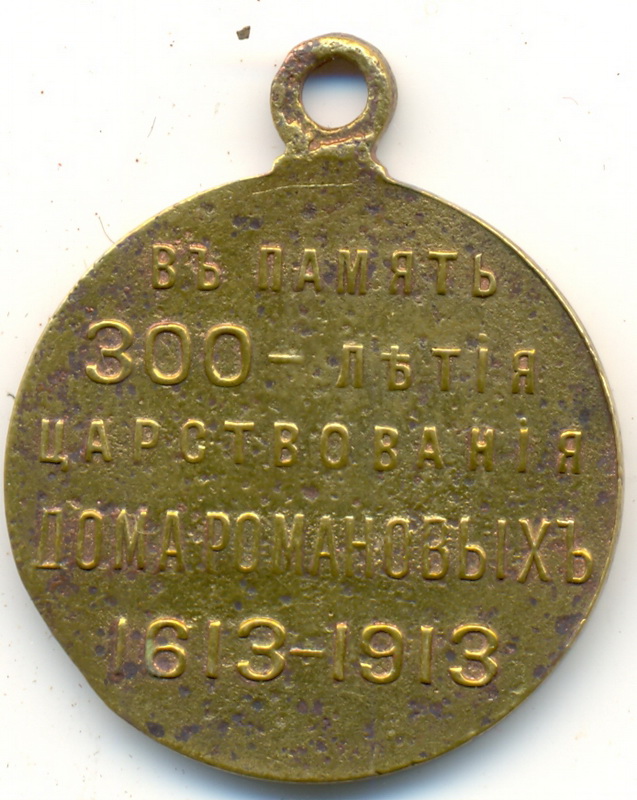 ВЪ ПАМЯТЬ
300-ЛѢТІЯ
ЦАРСТВОВАНІЯ
ДОМА РОМАНОВЫХЪ
1613-1913